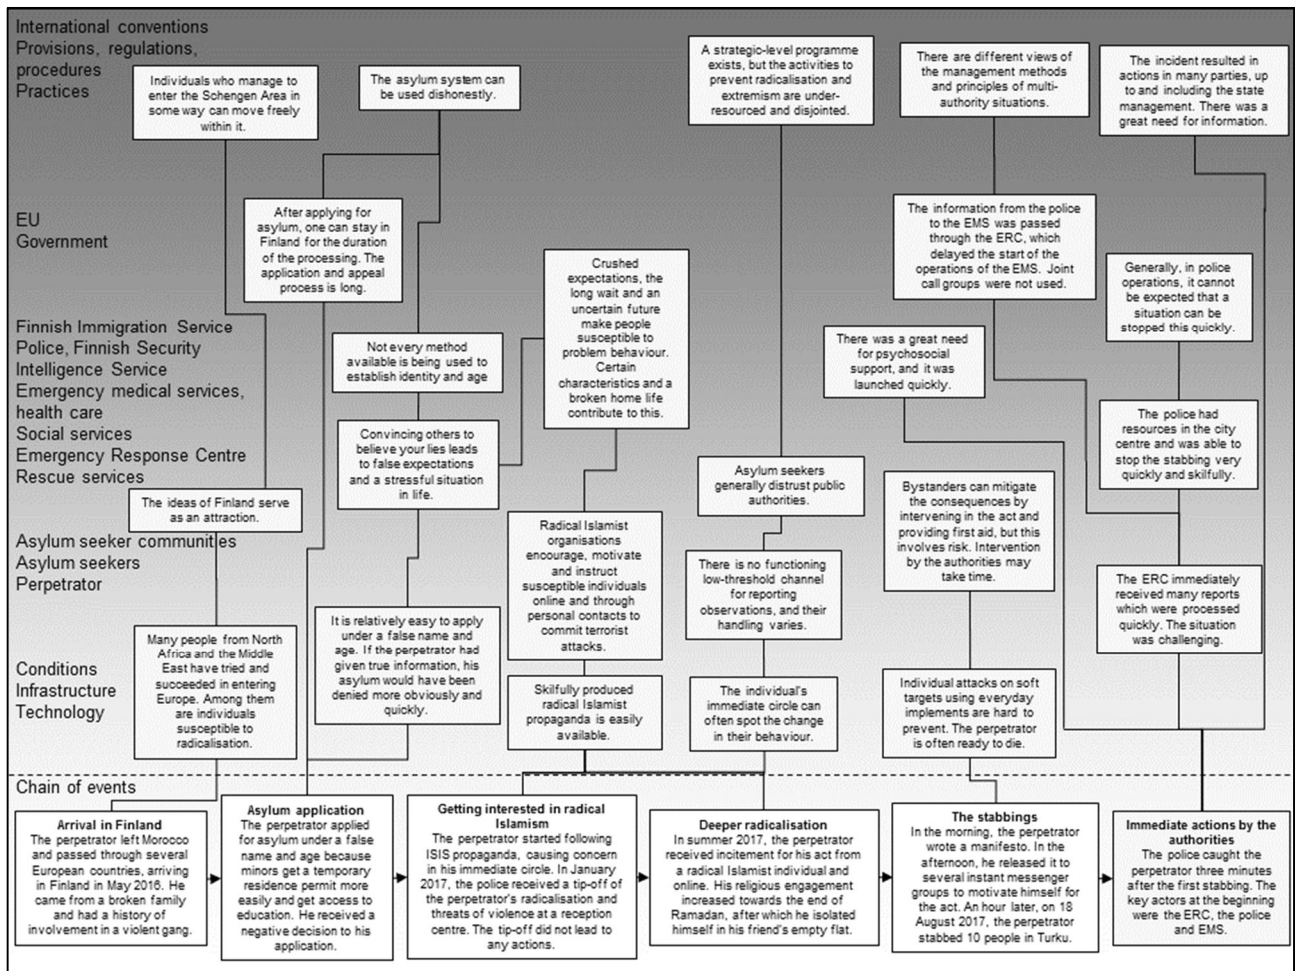 International conventions
Provisions, regulations,
procedures
Practices
Individuals who manage to
enter the Schengen Area in
some way can move freely
within it.
The asylum system can
be used dishonestly.
A strategic-level programme
exists, but the activities to
prevent radicalisation and
extremism are under-
resourced and disjointed.
There are different views of
the management methods
and principles of multi-
authority situations.
The incident resulted in
actions in many parties, up
to and including the state
management. There was a
great need for information.
EU
Government
After applying for
asylum, one can stay in
Finland for the duration
of the processing. The
application and appeal
process is long.
Crushed
expectations, the
long wait and an
uncertain future
make people
susceptible to
problem behaviour.
Certain
characteristics and a
broken home life
contribute to this.
The information from the police
to the EMS was passed
through the ERC, which
delayed the start of the
operations of the EMS. Joint
call groups were not used.
Generally, in police
operations, it cannot
be expected that a
situation can be
stopped this quickly.
Finnish Immigration Service
Police, Finnish Security
Intelligence Service
Emergency medical services,
health care
Social services
Emergency Response Centre
Rescue services
Not every method
available is being used to
establish identity and age
There was a great need
for psychosocial
support, and it was
launched quickly.
Convincing others to
believe your lies leads
to false expectations
and a stressful situation
in life.
The police had
resources in the city
centre and was able to
stop the stabbing very
quickly and skilfully.
The ideas of Finland serve
as an attraction.
Asylum seekers
generally distrust public
authorities.
Bystanders can mitigate
the consequences by
intervening in the act and
providing first aid, but this
involves risk. Intervention
by the authorities may
take time.
Asylum seeker communities
Asylum seekers
Perpetrator
Radical Islamist
organisations
encourage, motivate
and instruct
susceptible individuals
online and through
personal contacts to
commit terrorist
attacks.
There is no functioning
low-threshold channel
for reporting
observations, and their
handling varies.
The ERC immediately
received many reports
which were processed
quickly. The situation
was challenging.
Conditions
Infrastructure
Technology
Many people from North
Africa and the Middle
East have tried and
succeeded in entering
Europe. Among them
are individuals
susceptible to
radicalisation.
It is relatively easy to apply
under a false name and
age. If the perpetrator had
given true information, his
asylum would have been
denied more obviously and
quickly.
Skilfully produced
radical Islamist
propaganda is easily
available.
The individual's
immediate circle can
often spot the change
in their behaviour.
Individual attacks on soft
targets using everyday
implements are hard to
prevent. The perpetrator
is often ready to die.
Chain of events
Arrival in Finland
The perpetrator left Morocco
and passed through several
European countries, arriving
in Finland in May 2016. He
came from a broken family
and had a history of
involvement in a violent gang.
Asylum application
The perpetrator applied
for asylum under a false
name and age because
minors get a temporary
residence permit more
easily and get access to
education. He received a
negative decision to his
application.
Getting interested in radical
Islamism
The perpetrator started following
ISIS propaganda, causing concern
in his immediate circle. In January
2017, the police received a tip-off of
the perpetrator's radicalisation and
threats of violence at a reception
centre. The tip-off did not lead to
any actions.
Deeper radicalisation
In summer 2017, the perpetrator
received incitement for his act from
a radical Islamist individual and
online. His religious engagement
increased towards the end of
Ramadan, after which he isolated
himself in his friend's empty flat.
The stabbings
In the morning, the perpetrator
wrote a manifesto. In the
afternoon, he released it to
several instant messenger
groups to motivate himself for
the act. An hour later, on 18
August 2017, the perpetrator
stabbed 10 people in Turku.
Immediate actions by the
authorities
The police caught the
perpetrator three minutes
after the first stabbing. The
key actors at the beginning
were the ERC, the police
and EMS.